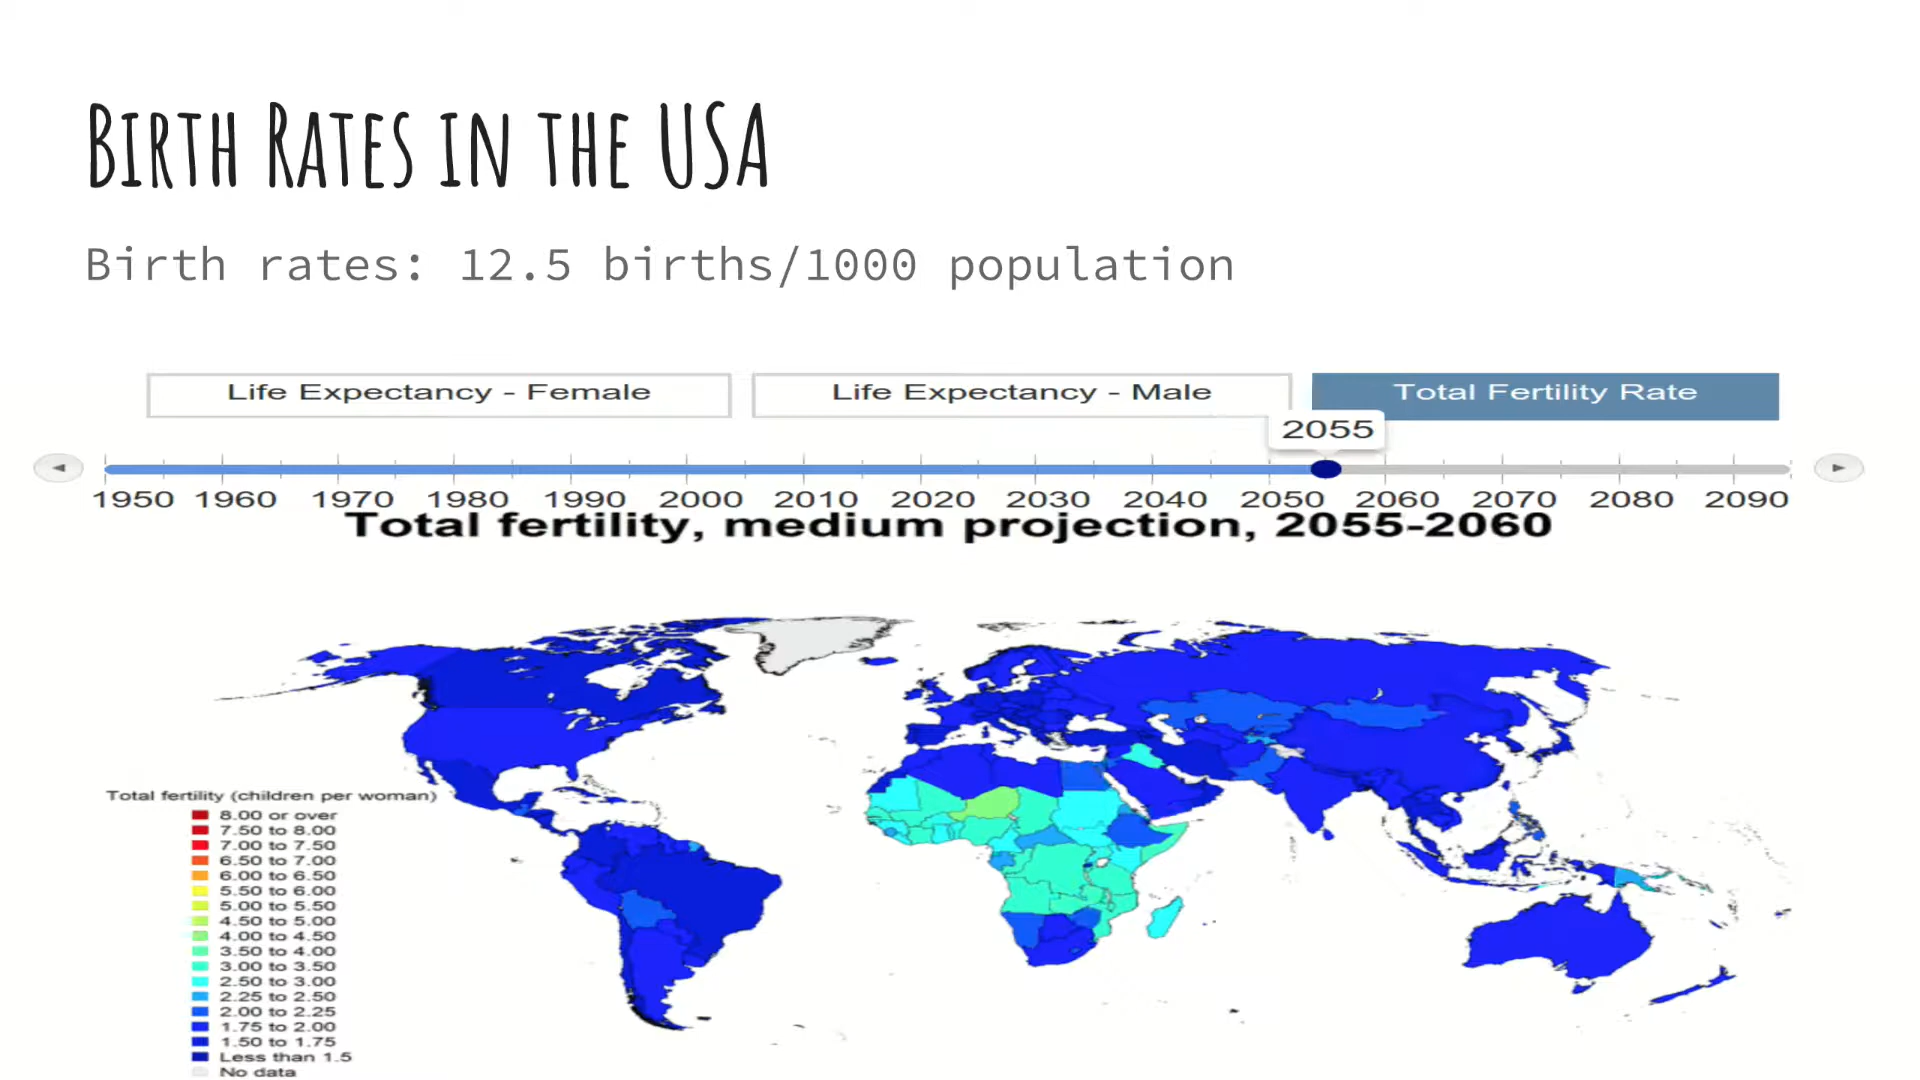 BIRTH RATES IN THE USA
Birth rates: 12.5 births/1000 population
Life Expectancy - Female
Life Expectancy - Male
Total Fertility Rate
2055
1950 1960 1970 1980 1990 2000 2010 2020 2030 2040 2050 2060 2070 2080 2090
Total fertility, medium projection, 2055-2060
Total fertility (children per woman)
8.00 or over
7.50 to 8.00
7.00 to 7.50
6.50 to 7.00
6.00 to 6.50
5.50 to 6.00
5.00 to 5.50
4.50 to 5.00
4.00 to 4.50
3.50 to 4.00
3.00 to 3.50
2.50 to 3.00
2.25 to 2.50
2.00 to 2.25
1.75 to 2.00
1.50 to 1.75
Less than 1.5
No data